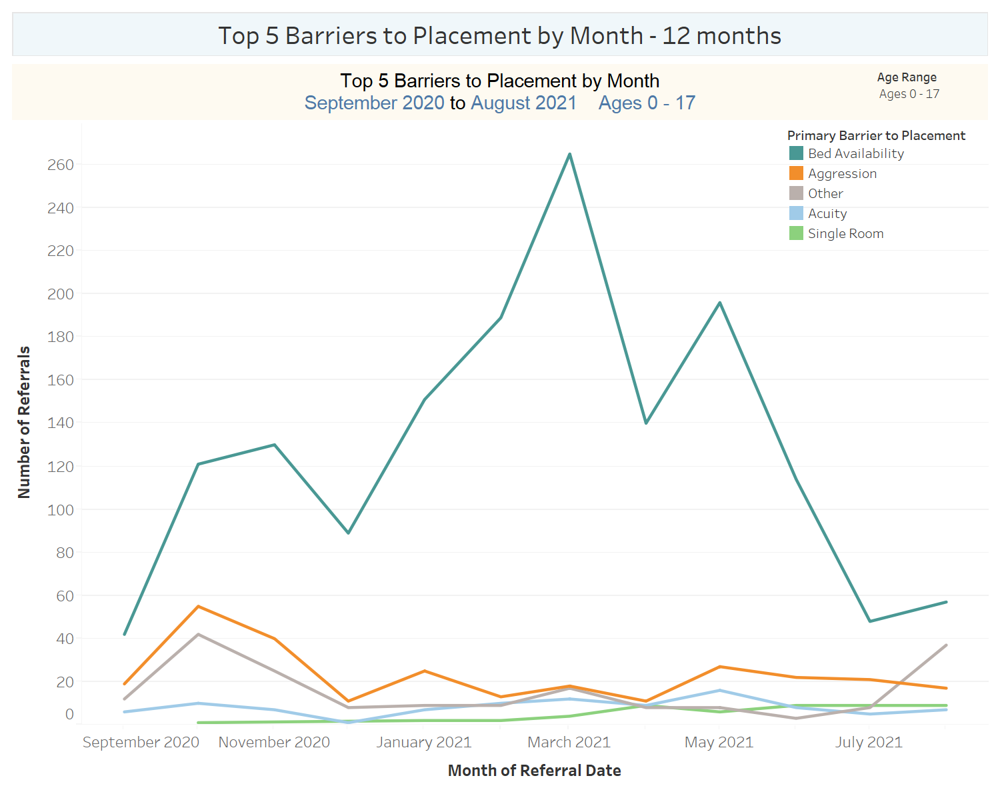 Top 5 Barriers to Placement by Month - 12 months
Top 5 Barriers to Placement by Month
September 2020 to August 2021 Ages 0 - 17
Age Range
Ages 0 - 17
Primary Barrier to Placement
Bed Availability
Aggression
Other
Acuity
Single Room
Number of Referrals
260
240
220
200
180
160
140
120
100
80
60
40
20
0
September 2020 November 2020 January 2021 March 2021 May 2021 July 2021
Month of Referral Date